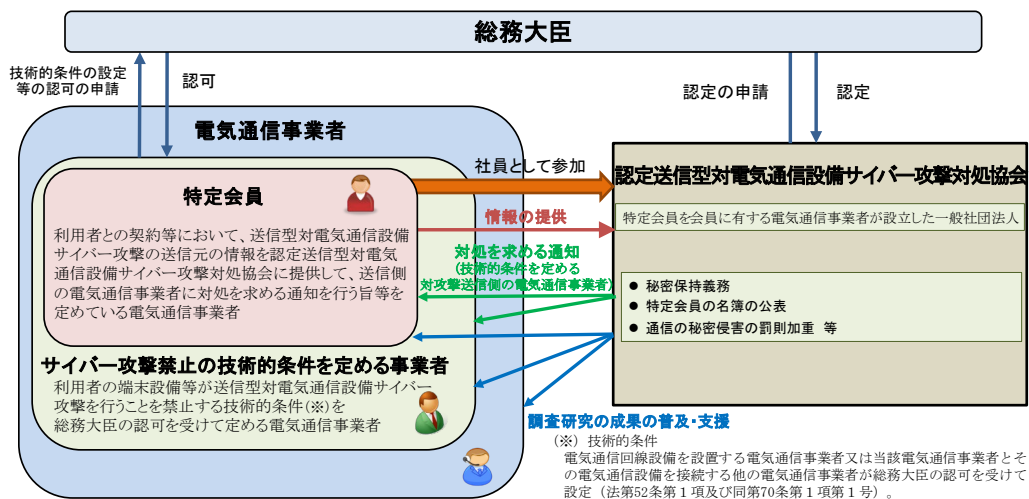 総務大臣
技術的条件の設定
等の認可の申請
認可
認定の申請
認定
電気通信事業者
特定会員
利用者との契約等において、送信型対電気通信設備
サイバー攻撃の送信元の情報を認定送信型対電気
通信設備サイバー攻撃対処協会に提供して、送信側
の電気通信事業者に対処を求める通知を行う旨等を
定めている電気通信事業者
サイバー攻撃禁止の技術的条件を定める事業者
利用者の端末設備等が送信型対電気通信設備サイバー
攻撃を行うことを禁止する技術的条件(※)を
総務大臣の認可を受けて定める電気通信事業者
社員として参加
情報の提供
対処を求める通知
(技術的条件を定める
対攻撃送信側の電気通信事業者)
認定送信型対電気通信設備サイバー攻撃対処協会
特定会員を会員に有する電気通信事業者が設立した一般社団法人
● 秘密保持義務
● 特定会員の名簿の公表
● 通信の秘密侵害の罰則加重 等
調査研究の成果の普及・支援
(※) 技術的条件
電気通信回線設備を設置する電気通信事業者又は当該電気通信事業者とそ
の電気通信設備を接続する他の電気通信事業者が総務大臣の認可を受けて
設定(法第52条第1項及び同第70条第1項第1号)。